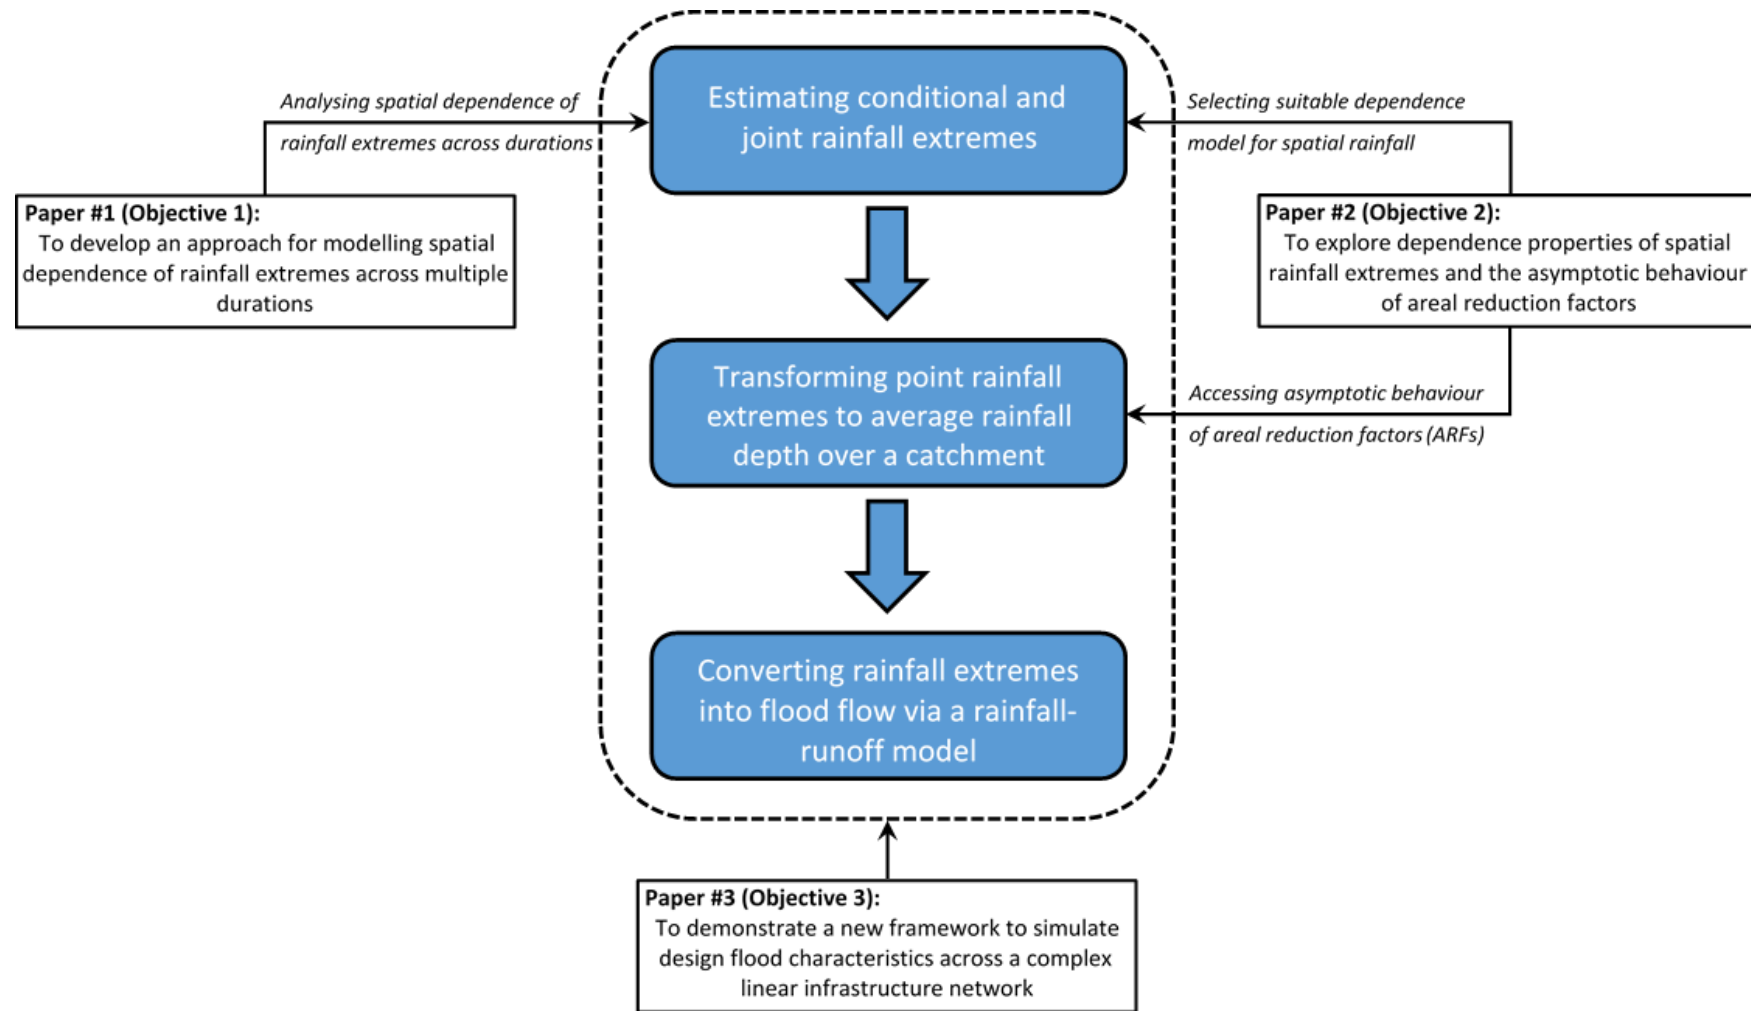 Estimating conditional and
joint rainfall extremes
Analysing spatial dependence of
rainfall extremes across durations
Selecting suitable dependence
model for spatial rainfall
Paper #1 (Objective 1):
To develop an approach for modelling spatial
dependence of rainfall extremes across multiple
durations
Paper #2 (Objective 2):
To explore dependence properties of spatial
rainfall extremes and the asymptotic behaviour
of areal reduction factors
Transforming point rainfall
extremes to average rainfall
depth over a catchment
Accessing asymptotic behaviour
of areal reduction factors (ARFs)
Converting rainfall extremes
into flood flow via a rainfall-
runoff model
Paper #3 (Objective 3):
To demonstrate a new framework to simulate
design flood characteristics across a complex
linear infrastructure network